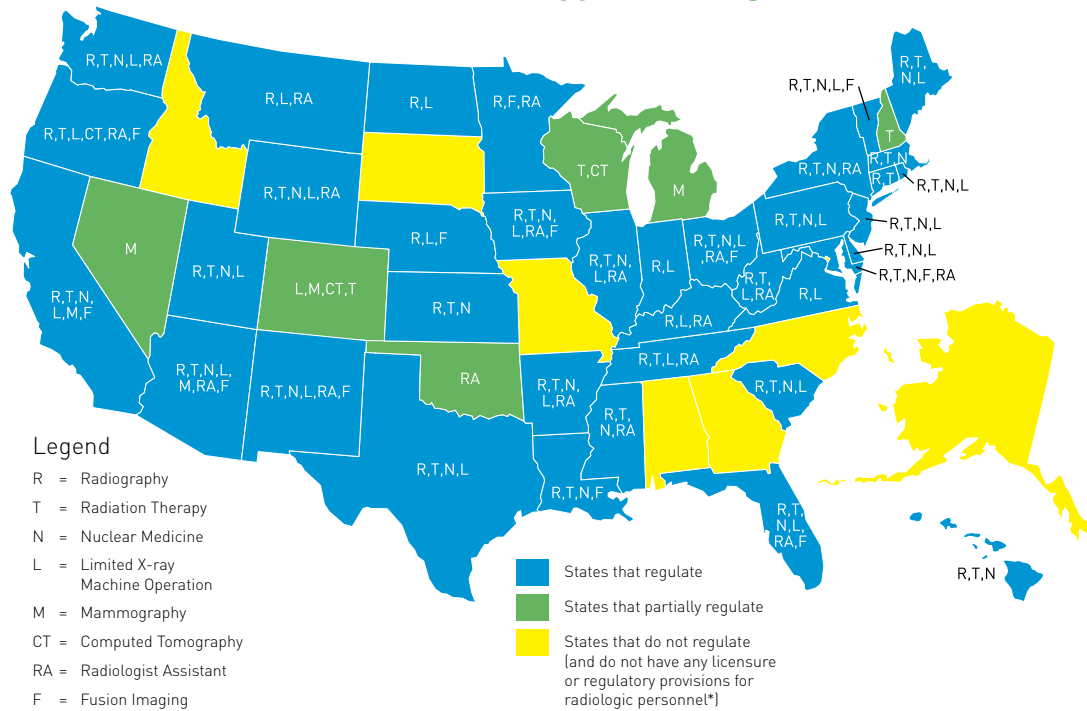 R,T,N,L,RA
R,L,RA
R,L
R,F,RA
R,T,
N,L
R,T,N,L,F
R,T,L,CT,RA,F
T
R,T,N
R,T,N,RA
R,T
T,CT
M
R,T,N,L
R,T,N,L,RA
R,T,N,L
R,T,N,L
R,T,N,
L,RA,F
R,L,F
M
R,T,N,L
,RA,F
R,T,N,L
R,T,N,F,RA
R,T,N,L
R,T,N,
L,RA
R,L
R,T,
L,RA
R,L
L,M,CT,T
R,T,N,
L,M,F
R,T,N
R,L,RA
R,T,L,RA
R,T,N,L,
M,RA,F
R,T,N,L,RA,F
RA
R,T,N,
L,RA
R,T,N,L
R,T,
N,RA
R,T,N,L
R,T,N,F
R,T,
N,L,
RA,F
R,T,N
Legend
R = Radiography
T = Radiation Therapy
N = Nuclear Medicine
L = Limited X-ray
Machine Operation
M = Mammography
CT = Computed Tomography
RA = Radiologist Assistant
F = Fusion Imaging
States that regulate
States that partially regulate
States that do not regulate
(and do not have any licensure
or regulatory provisions for
radiologic personnel*)